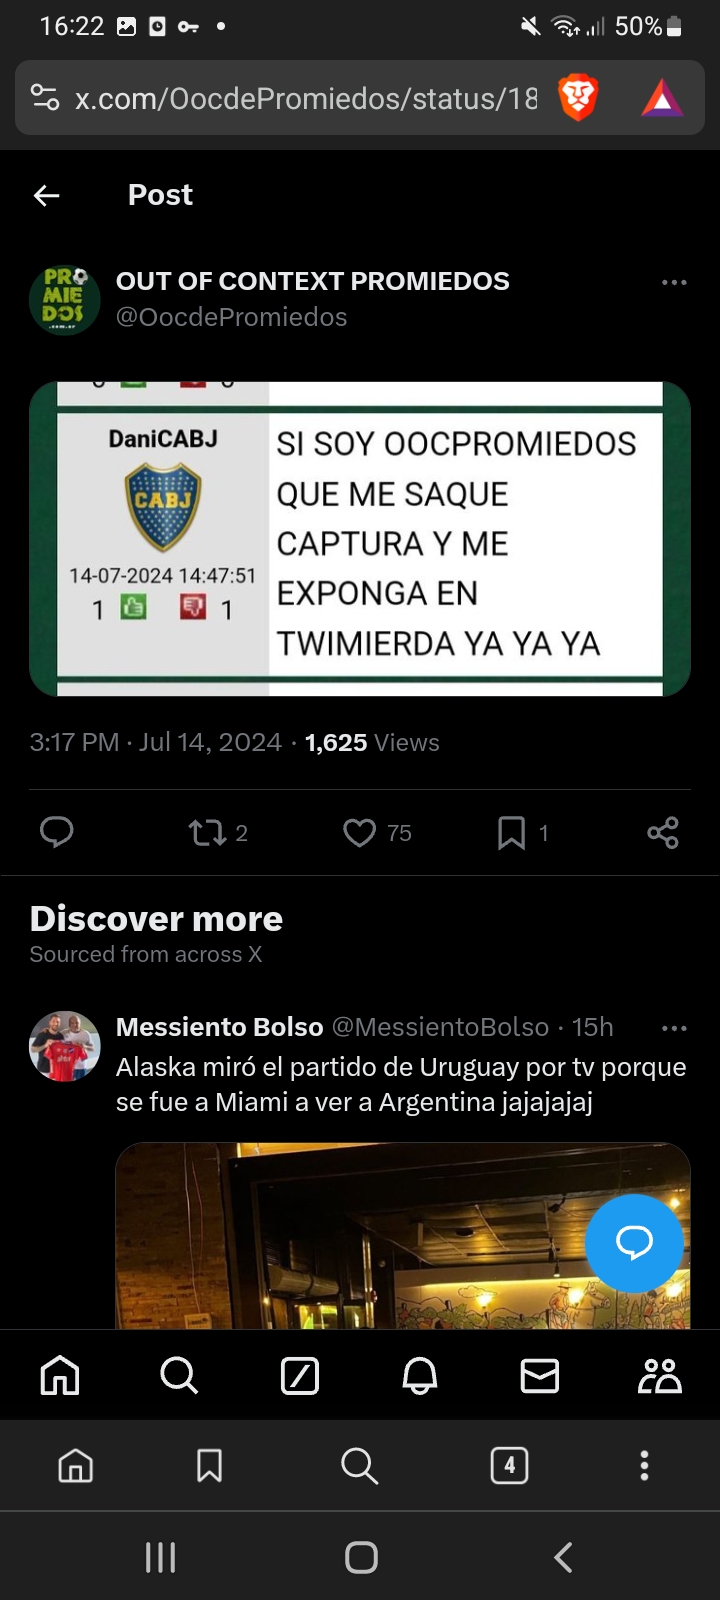 16:22
50%
x.com/OocdePromiedos/status/18
Post
PRO
MIE
DOS
.com.ar
OUT OF CONTEXT PROMIEDOS
@OocdePromiedos
DaniCABJ
CABJ
14-07-2024 14:47:51
1 1
SI SOY OOCPROMIEDOS
QUE ME SAQUE
CAPTURA Y ME
EXPONGA EN
TWIMIERDA YA YA YA
3:17 PM · Jul 14, 2024 · 1,625 Views
2 75 1
Discover more
Sourced from across X
Messiento Bolso @MessientoBolso · 15h
Alaska miró el partido de Uruguay por tv porque
se fue a Miami a ver a Argentina jajajajaj
4